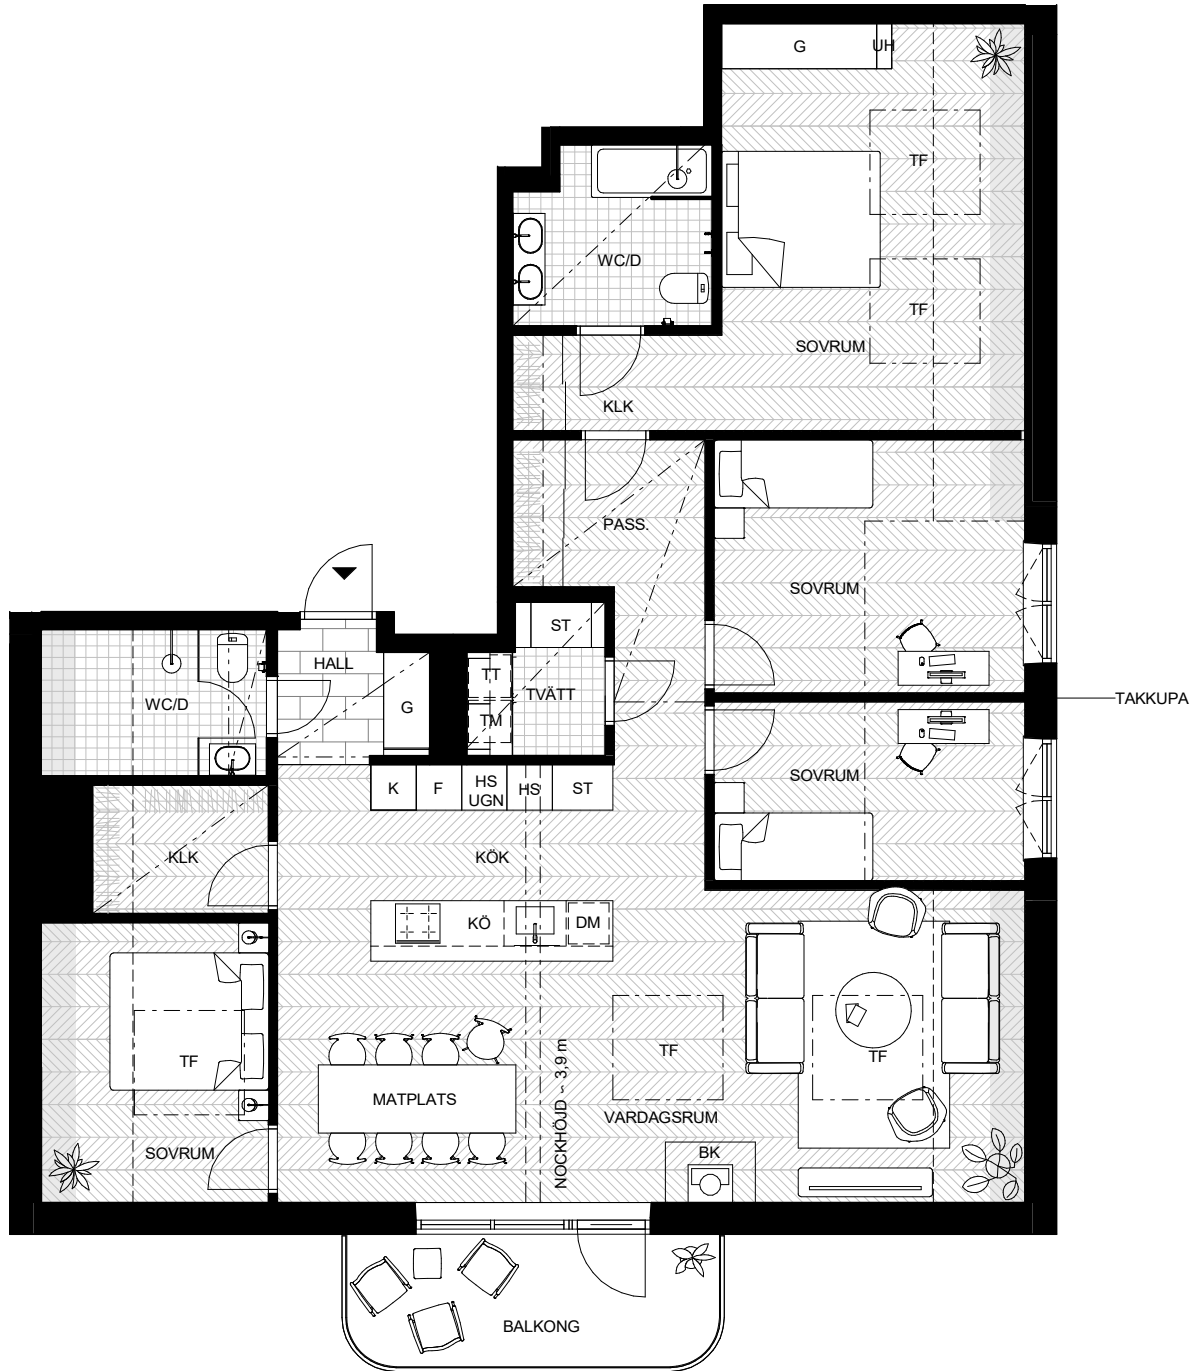 G
UH
TF
WC/D
TF
SOVRUM
KLK
PASS.
SOVRUM
ST
HALL
TT
TVÄTT
WC/D
G
TM
TAKKUPA
SOVRUM
K
F
HS
UGN
HS
ST
KLK
KÖK
KÖ
DM
TF
TF
TF
NOCKHÖJD ~ 3,9 m
MATPLATS
VARDAGSRUM
SOVRUM
BK
BALKONG